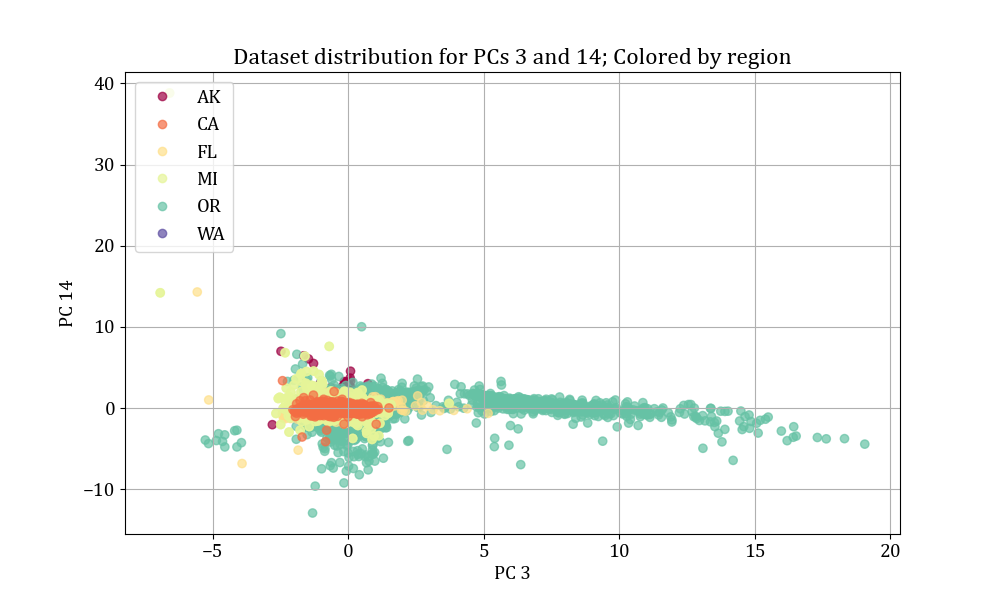 Dataset distribution for PCs 3 and 14; Colored by region
40
30
20
10
0
−10
PC 14
AK
CA
FL
MI
OR
WA
−5
0
5
10
15
20
PC 3